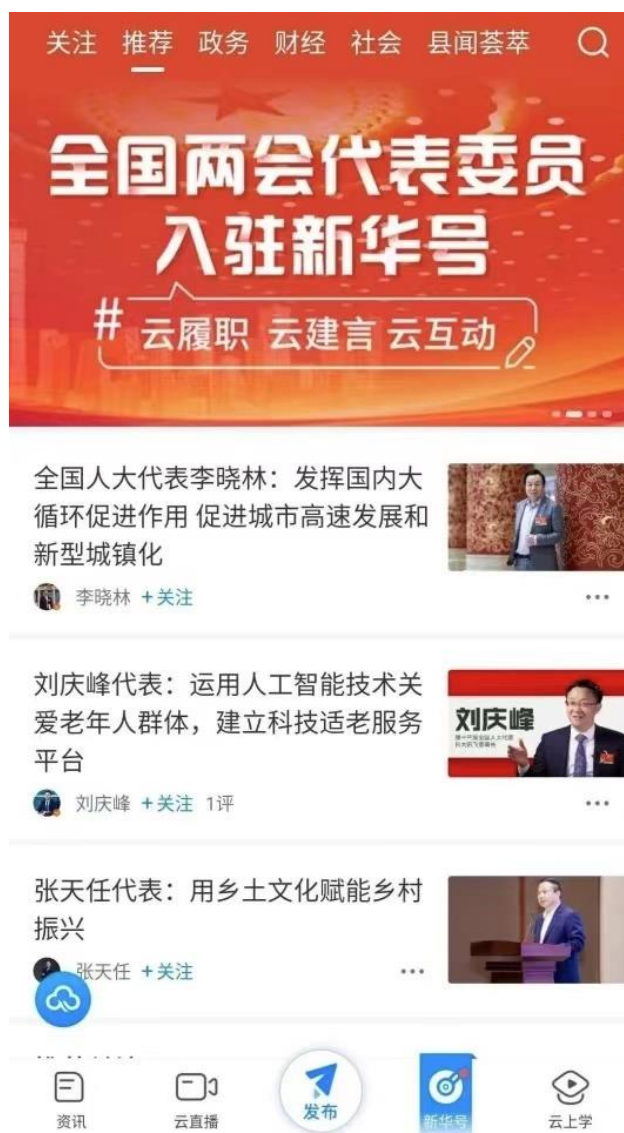 关注 推荐 政务 财经 社会 县闻荟萃
全国两会代表委员
入驻新华号
# 云履职 云建言 云互动
全国人大代表李晓林：发挥国内大
循环促进作用 促进城市高速发展和
新型城镇化
李晓林 +关注
刘庆峰代表：运用人工智能技术关
爱老年人群体，建立科技适老服务
平台
刘庆峰
刘庆峰 +关注 1评
张天任代表：用乡土文化赋能乡村
振兴
张天任 +关注
资讯 云直播 发布 新华号 云上学